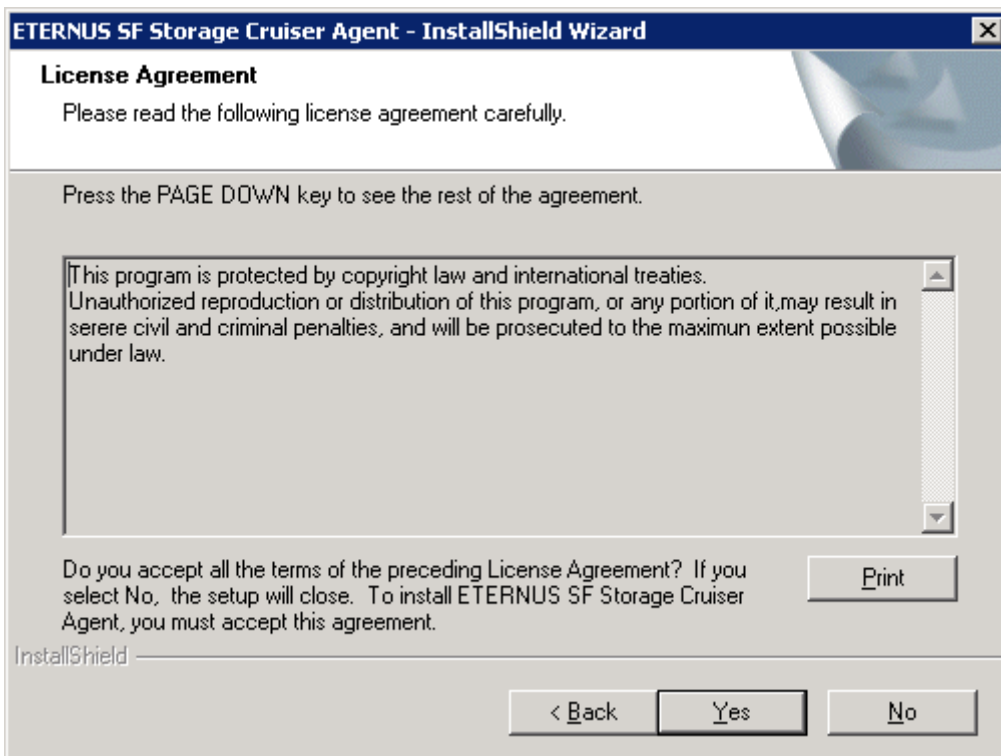 ETERNUS SF Storage Cruiser Agent - InstallShield Wizard
License Agreement
Please read the following license agreement carefully.
Press the PAGE DOWN key to see the rest of the agreement.
This program is protected by copyright law and international treaties.
Unauthorized reproduction or distribution of this program, or any portion of it,may result in
serere civil and criminal penalties, and will be prosecuted to the maximun extent possible
under law.
Do you accept all the terms of the preceding License Agreement?  If you
select No,  the setup will close.  To install ETERNUS SF Storage Cruiser
Agent, you must accept this agreement.
Print
InstallShield
< Back
Yes
No